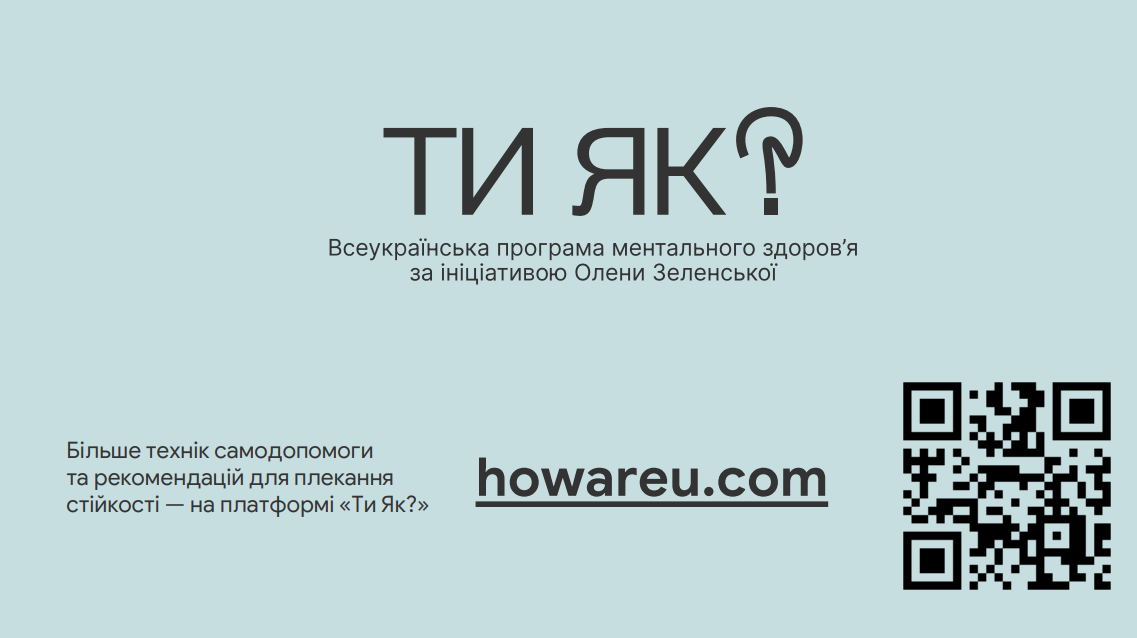 ТИ ЯК?
Всеукраїнська програма ментального здоров’я
за ініціативою Олени Зеленської
Більше технік самодопомоги
та рекомендацій для плекання
стійкості — на платформі «Ти Як?»
howareu.com